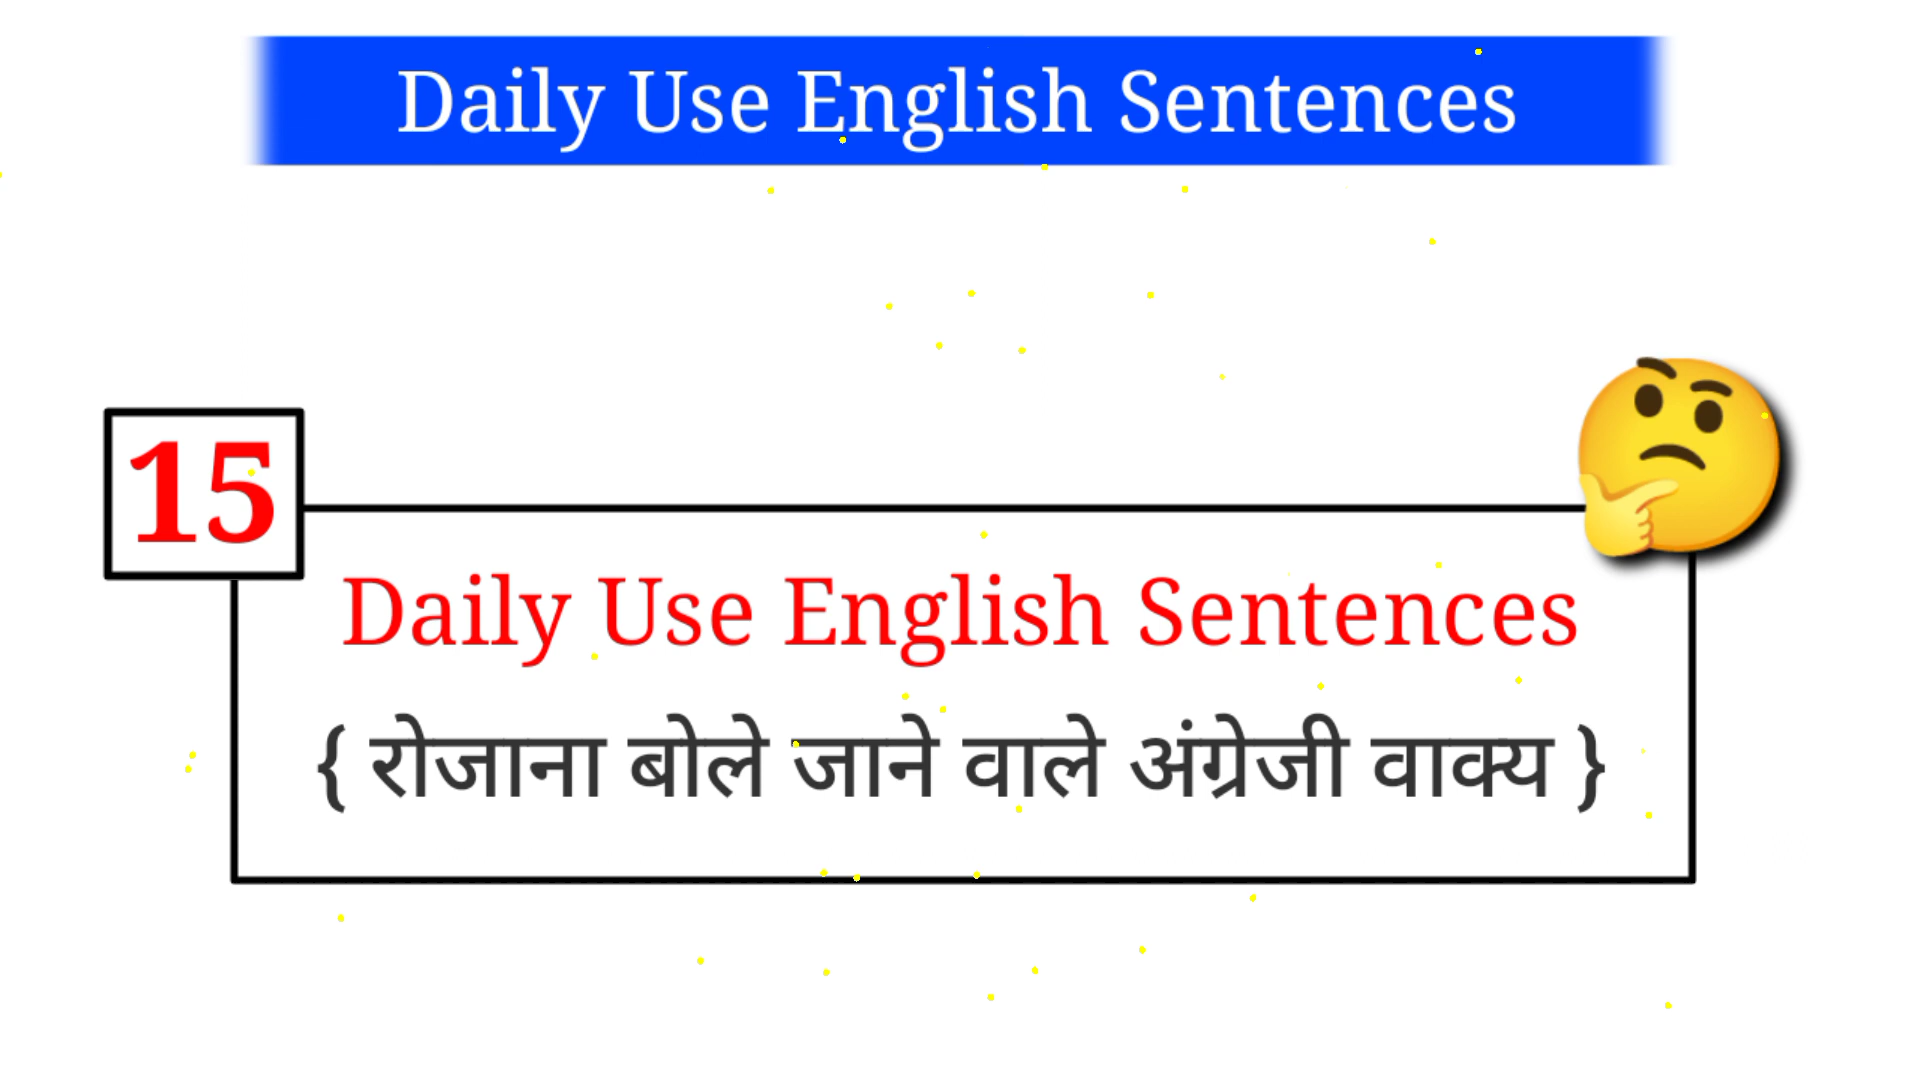 Daily Use English Sentences
15
Daily Use English Sentences
{ रोजाना बोले जाने वाले अंग्रेजी वाक्य }